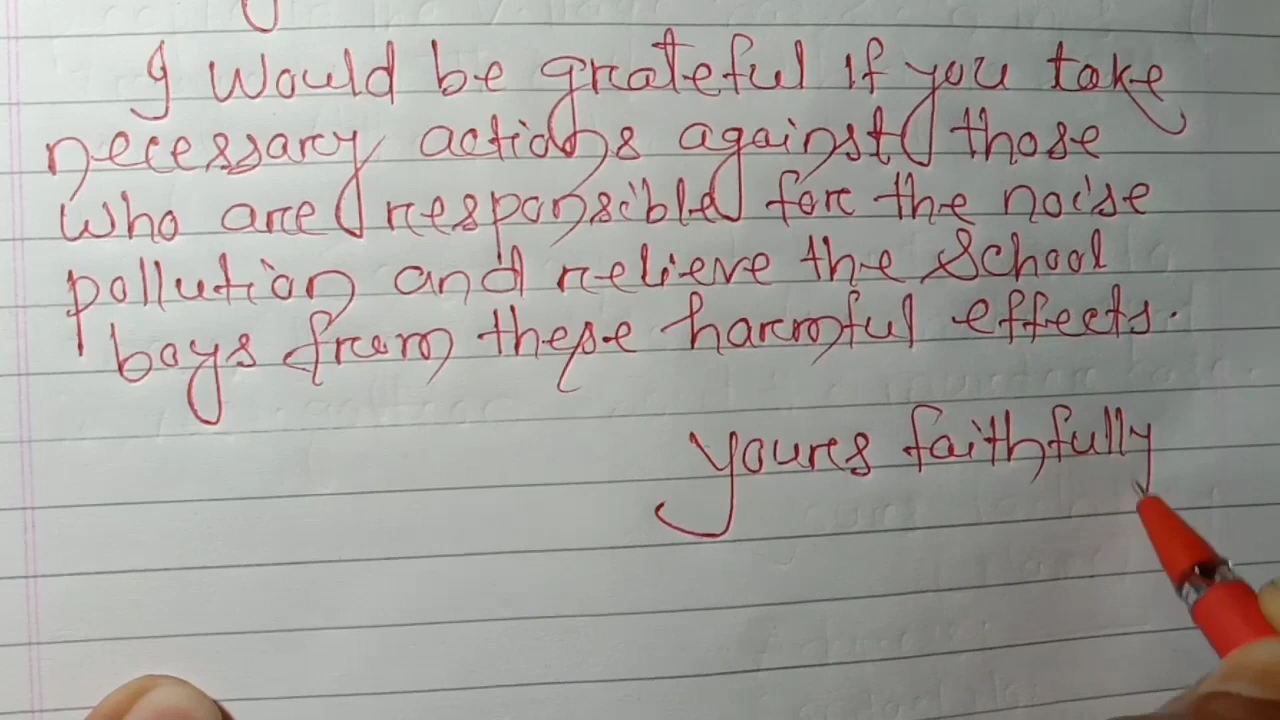 I would be grateful if you take
necessary actions against those
who are responsible for the noise
pollution and relieve the School
boys from these harmful effects.
yours faithfully